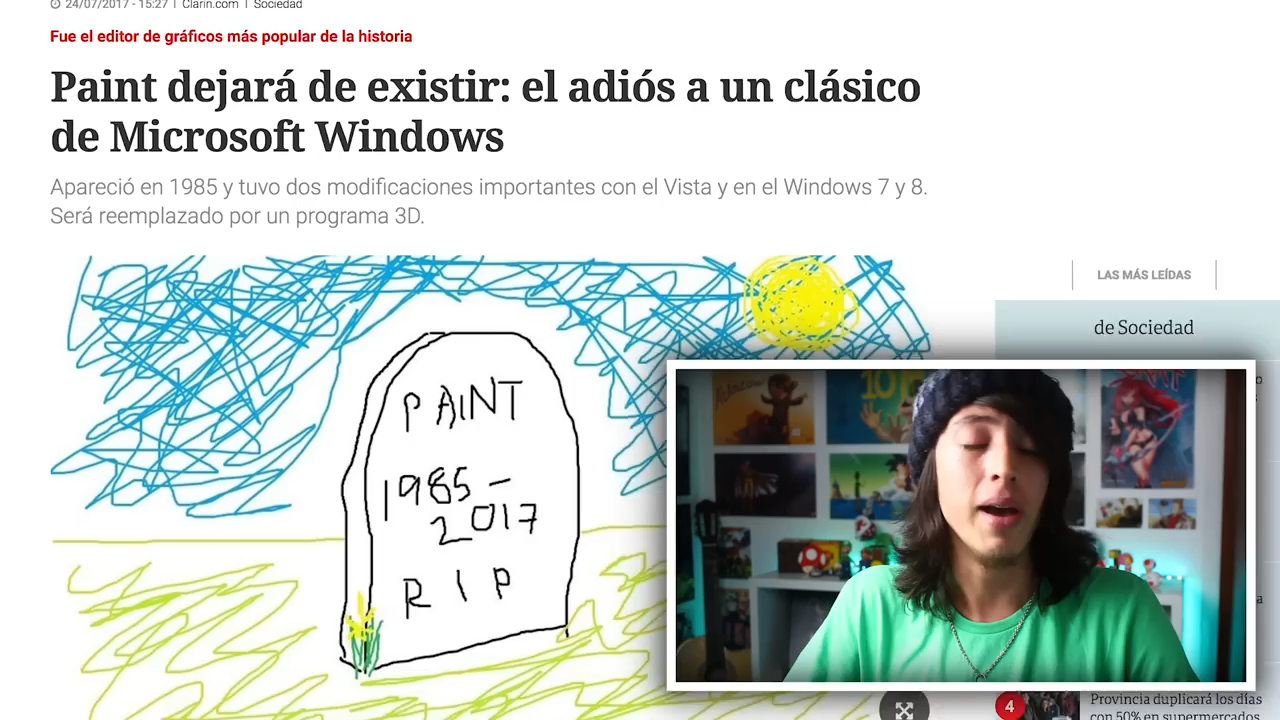 24/07/2017 - 15:27 | Clarín.com | Sociedad
Fue el editor de gráficos más popular de la historia
Paint dejará de existir: el adiós a un clásico
de Microsoft Windows
Apareció en 1985 y tuvo dos modificaciones importantes con el Vista y en el Windows 7 y 8.
Será reemplazado por un programa 3D.
LAS MÁS LEÍDAS
de Sociedad
PAINT
1985-
2017
RIP
4
Provincia duplicará los días
con 50% en supermercados